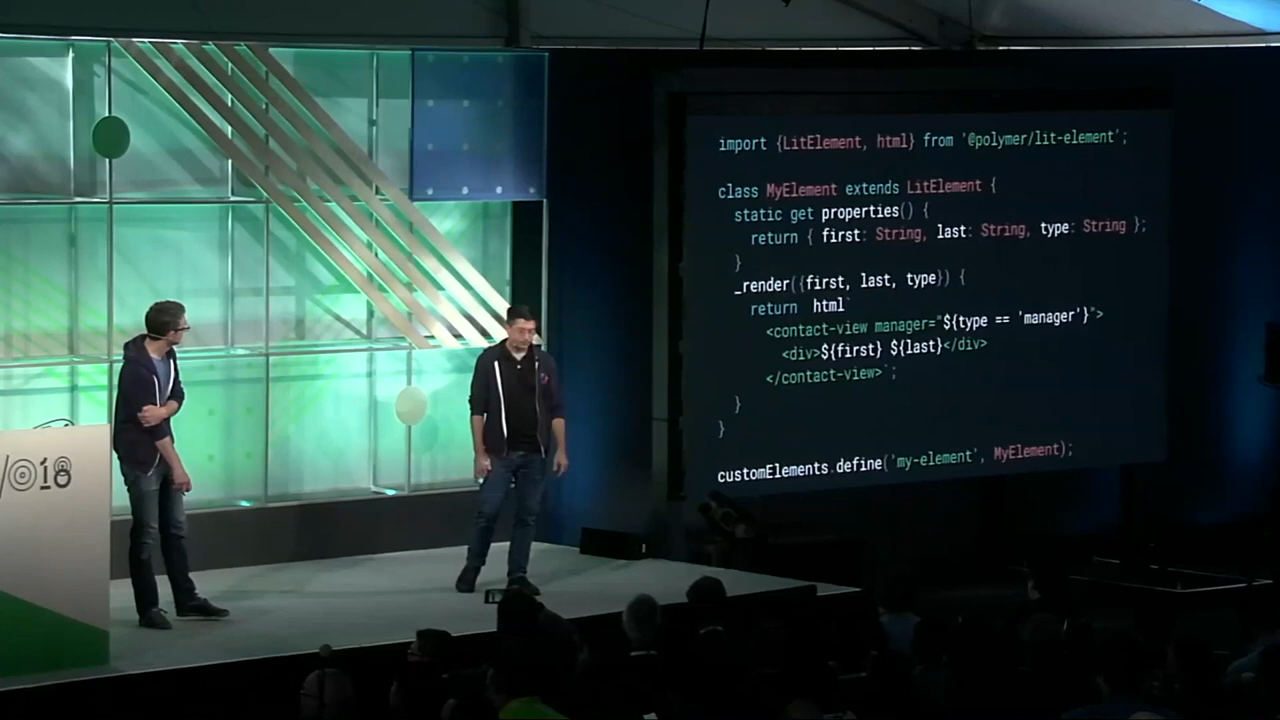 /018
import {LitElement, html} from '@polymer/lit-element';
class MyElement extends LitElement {
static get properties() {
return { first: String, last: String, type: String };
}
_render({first, last, type}) {
return html`
<contact-view manager="${type == 'manager'}">
<div>${first} ${last}</div>
</contact-view>`;
}
}
customElements.define('my-element', MyElement);